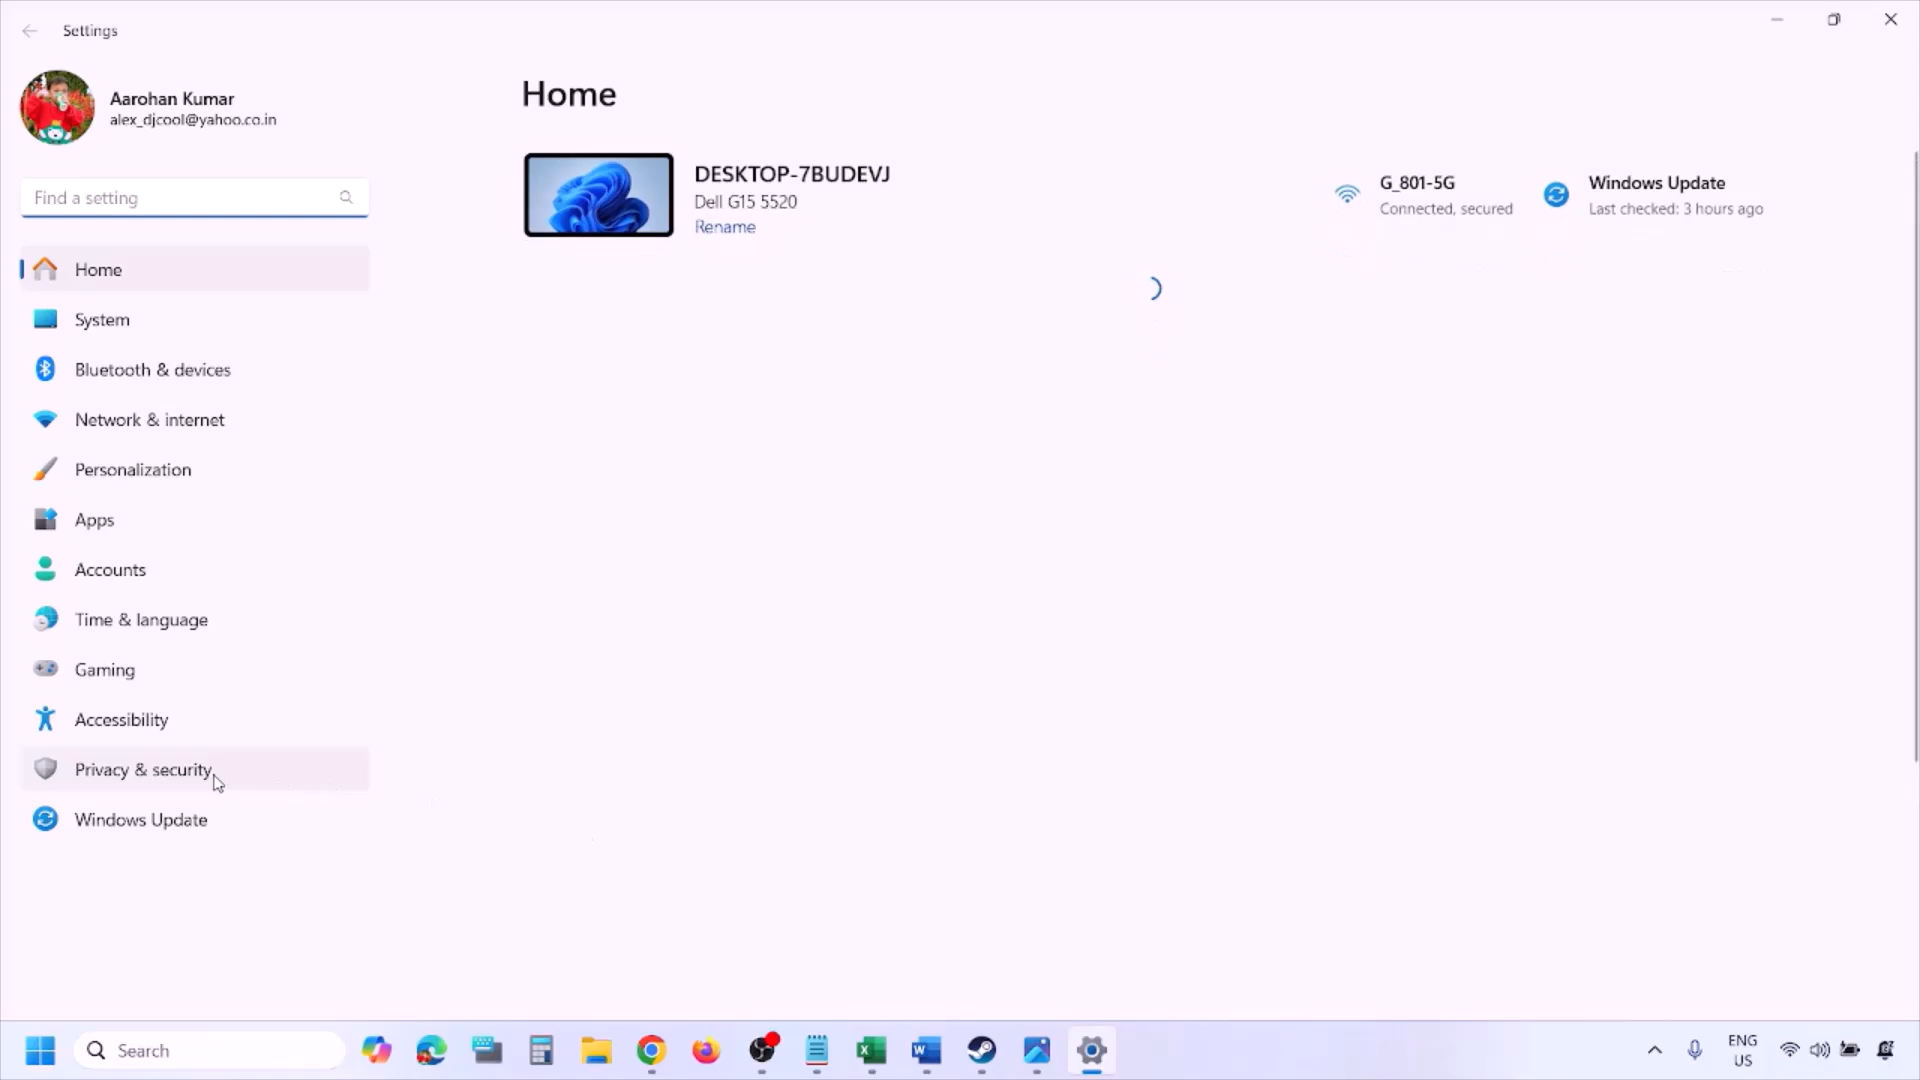 Settings
Aarohan Kumar
alex_djcool@yahoo.co.in
Find a setting
Home
System
Bluetooth & devices
Network & internet
Personalization
Apps
Accounts
Time & language
Gaming
Accessibility
Privacy & security
Windows Update
Home
DESKTOP-7BUDEVJ
Dell G15 5520
Rename
G_801-5G
Connected, secured
Windows Update
Last checked: 3 hours ago
Search
ENG
US